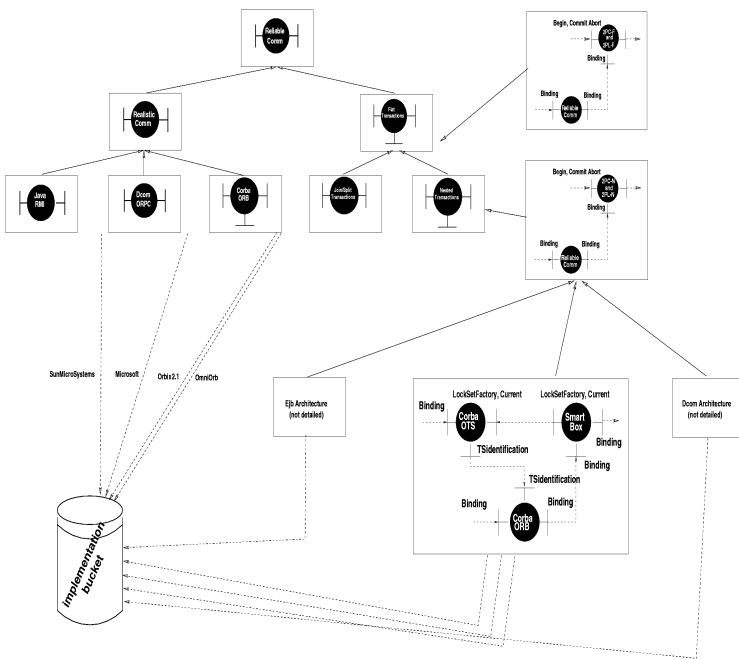 Reliable
Comm
Begin, Commit Abort
2PC-F
and
2PL-F
Binding
Binding
Binding
Reliable
Comm
Realistic
Comm
Flat
Transactions
Java
RMI
Dcom
ORPC
Corba
ORB
Join/Split
Transactions
Nested
Transactions
Begin, Commit Abort
2PC-N
and
2PL-N
Binding
Binding
Binding
Reliable
Comm
SunMicroSystems
Microsoft
Orbix2.1
OmniOrb
Ejb Architecture
(not detailed)
LockSetFactory, Current
LockSetFactory, Current
Binding
Corba
OTS
Smart
Box
Binding
TSidentification
Binding
TSidentification
Binding
Binding
Corba
ORB
Dcom Architecture
(not detailed)
implementation
bucket